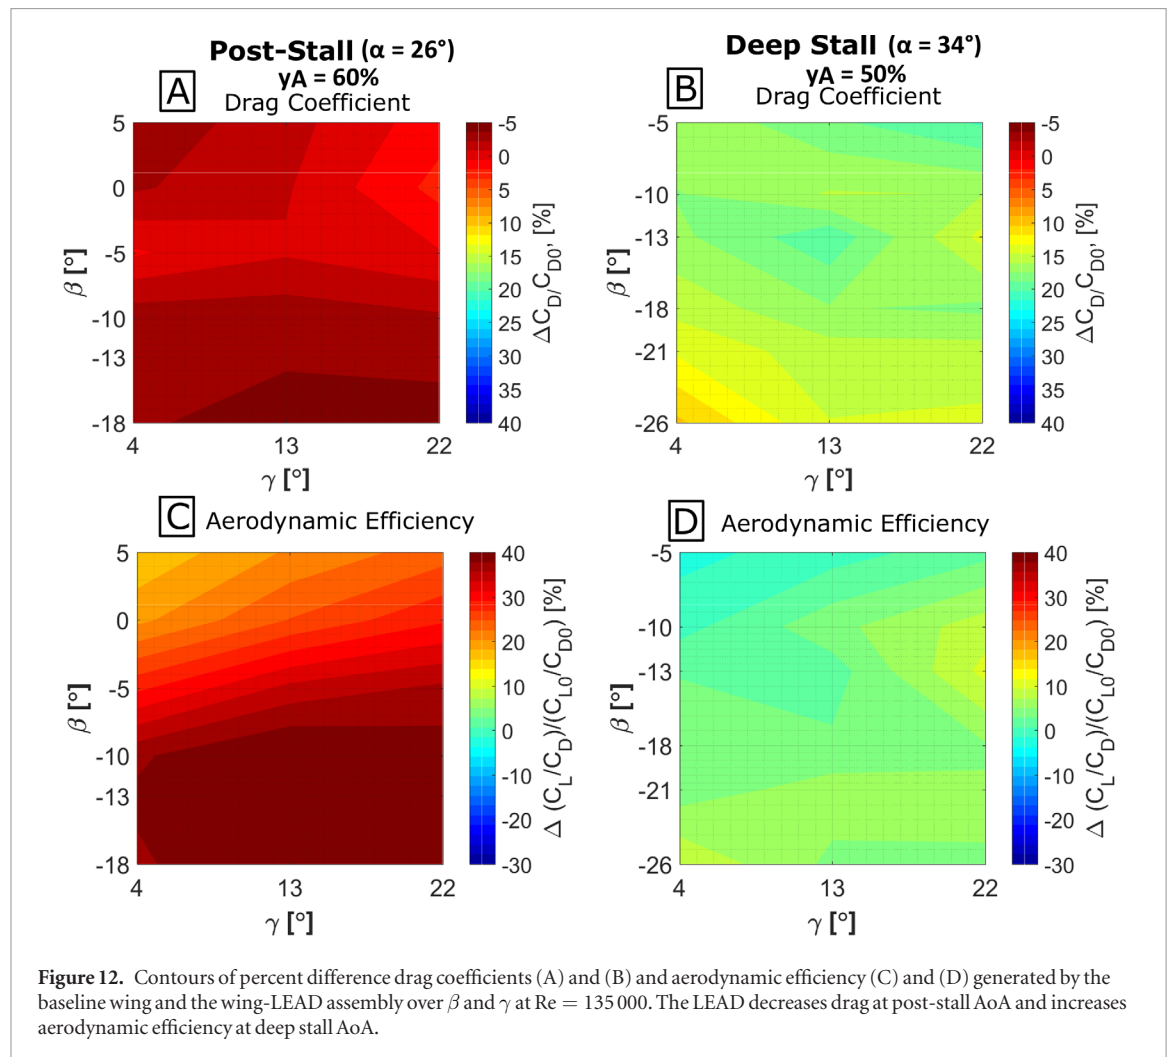 Post-Stall (α = 26°)
yA = 60%
A
Drag Coefficient
5
0
-5
-10
-13
-18
4
13
22
β [°]
γ [°]
-5
0
5
10
15
20
25
30
35
40
ΔC_D/C_D0, [%]
Deep Stall (α = 34°)
yA = 50%
B
Drag Coefficient
-5
-10
-13
-18
-21
-26
4
13
22
β [°]
γ [°]
-5
0
5
10
15
20
25
30
35
40
ΔC_D/C_D0, [%]
C
Aerodynamic Efficiency
5
0
-5
-10
-13
-18
4
13
22
β [°]
γ [°]
40
30
20
10
0
-10
-20
-30
Δ (C_L/C_D)/(C_L0/C_D0) [%]
D
Aerodynamic Efficiency
-5
-10
-13
-18
-21
-26
4
13
22
β [°]
γ [°]
40
30
20
10
0
-10
-20
-30
Δ (C_L/C_D)/(C_L0/C_D0) [%]
Figure 12. Contours of percent difference drag coefficients (A) and (B) and aerodynamic efficiency (C) and (D) generated by the
baseline wing and the wing-LEAD assembly over β and γ at Re = 135 000. The LEAD decreases drag at post-stall AoA and increases
aerodynamic efficiency at deep stall AoA.